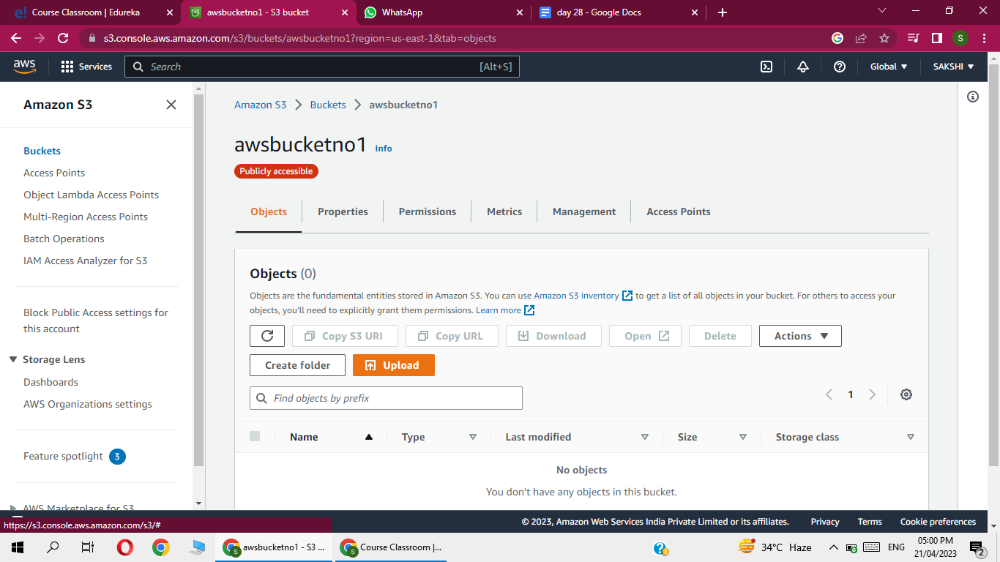 Course Classroom | Edureka
awsbucketno1 - S3 bucket
WhatsApp
day 28 - Google Docs
s3.console.aws.amazon.com/s3/buckets/awsbucketno1?region=us-east-1&tab=objects
S
aws
Services
Search
[Alt+S]
Global
SAKSHI
Amazon S3
Buckets
Access Points
Object Lambda Access Points
Multi-Region Access Points
Batch Operations
IAM Access Analyzer for S3
Block Public Access settings for
this account
Storage Lens
Dashboards
AWS Organizations settings
Feature spotlight 3
AWS Marketplace for S3
Amazon S3 > Buckets > awsbucketno1
awsbucketno1 Info
Publicly accessible
Objects
Properties
Permissions
Metrics
Management
Access Points
Objects (0)
Objects are the fundamental entities stored in Amazon S3. You can use Amazon S3 inventory to get a list of all objects in your bucket. For others to access your
objects, you'll need to explicitly grant them permissions. Learn more
Copy S3 URI
Copy URL
Download
Open
Delete
Actions
Create folder
Upload
Find objects by prefix
1
Name
Type
Last modified
Size
Storage class
No objects
You don't have any objects in this bucket.
https://s3.console.aws.amazon.com/s3/#
© 2023, Amazon Web Services India Private Limited or its affiliates.
Privacy
Terms
Cookie preferences
awsbucketno1 - S3 ...
Course Classroom |...
34°C Haze
ENG
05:00 PM
21/04/2023
2